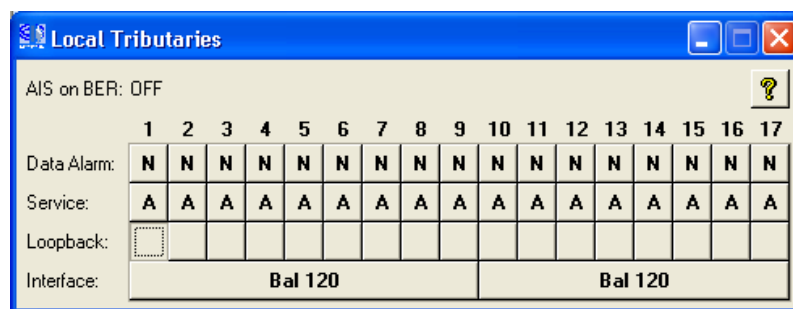 Local Tributaries
AIS on BER: OFF ?
1 2 3 4 5 6 7 8 9 10 11 12 13 14 15 16 17
Data Alarm: N N N N N N N N N N N N N N N N N
Service: A A A A A A A A A A A A A A A A A
Loopback:
Interface: Bal 120 Bal 120